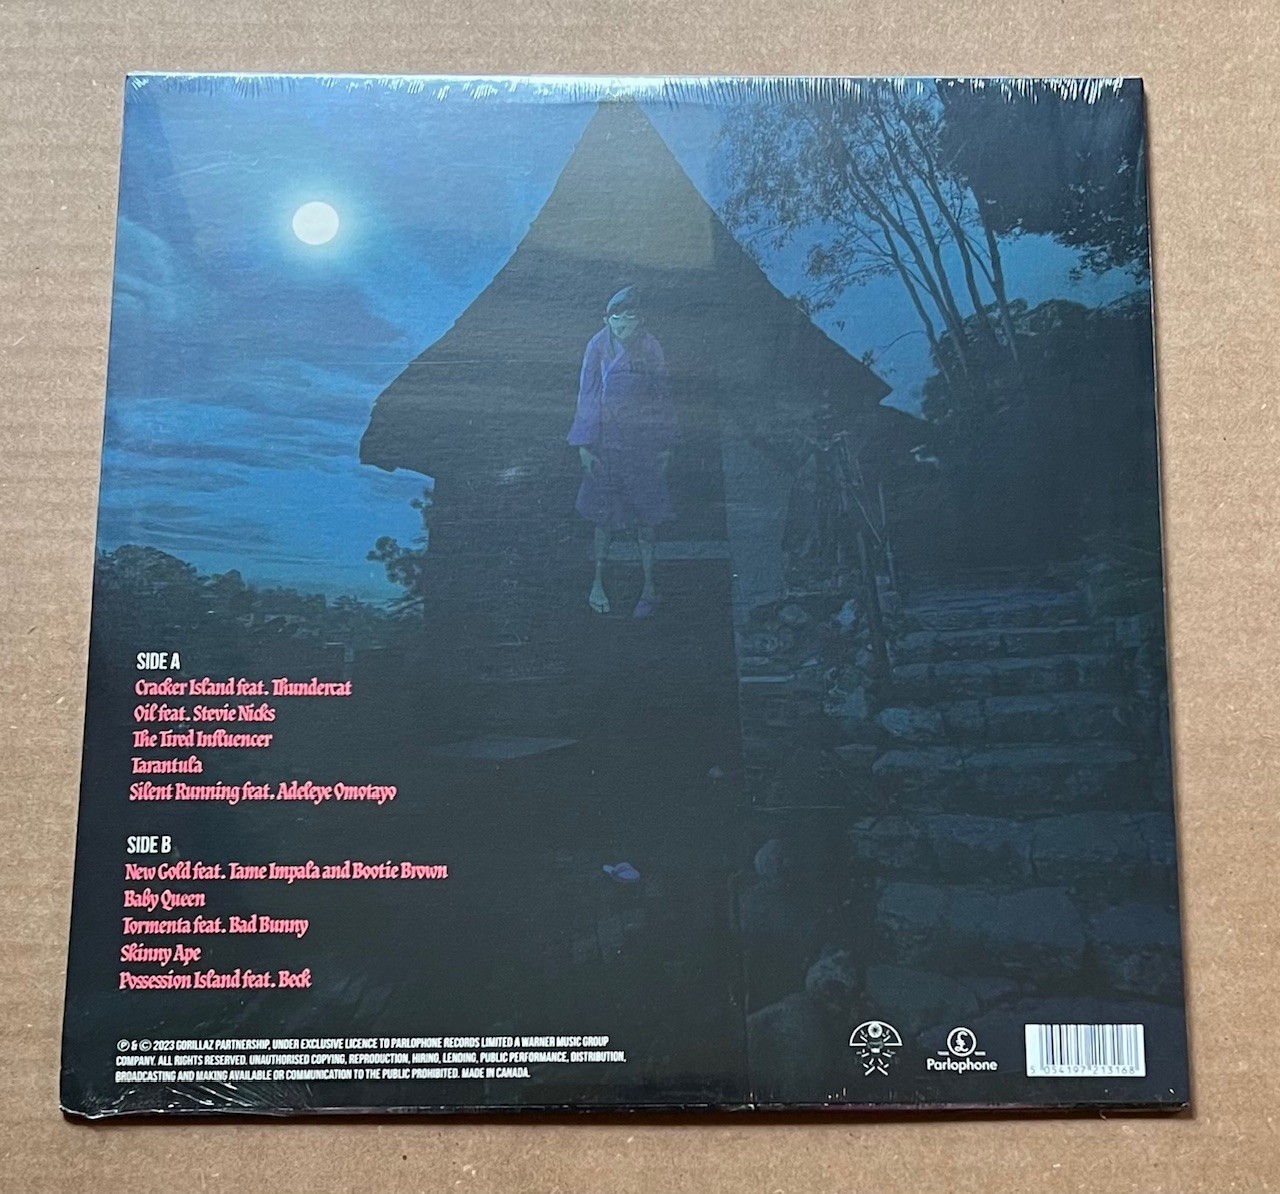 SIDE A
Cracker Island feat. Thundercat
Oil feat. Stevie Nicks
The Tired Influencer
Tarantula
Silent Running feat. Adeleye Omotayo
SIDE B
New Gold feat. Tame Impala and Bootie Brown
Baby Queen
Tormenta feat. Bad Bunny
Skinny Ape
Possession Island feat. Beck
℗ & © 2023 GORILLAZ PARTNERSHIP, UNDER EXCLUSIVE LICENCE TO PARLOPHONE RECORDS LIMITED A WARNER MUSIC GROUP
COMPANY. ALL RIGHTS RESERVED. UNAUTHORISED COPYING, REPRODUCTION, HIRING, LENDING, PUBLIC PERFORMANCE, DISTRIBUTION,
BROADCASTING AND MAKING AVAILABLE OR COMMUNICATION TO THE PUBLIC PROHIBITED. MADE IN CANADA.
£
Parlophone
5 054197 213168